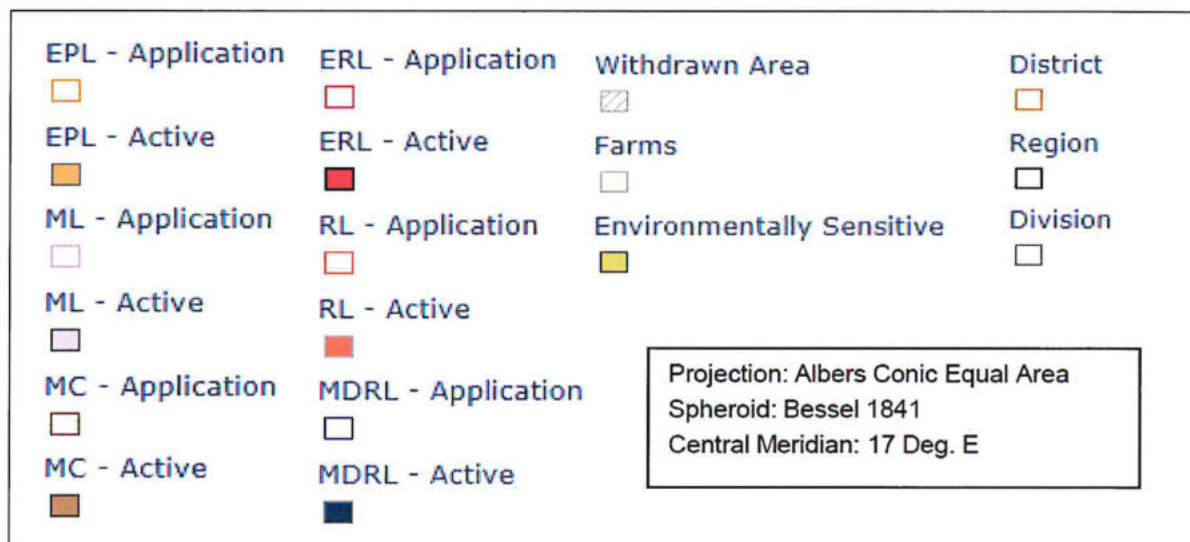 EPL - Application
EPL - Active
ML - Application
ML - Active
MC - Application
MC - Active
ERL - Application
ERL - Active
RL - Application
RL - Active
MDRL - Application
MDRL - Active
Withdrawn Area
Farms
Environmentally Sensitive
District
Region
Division
Projection: Albers Conic Equal Area
Spheroid: Bessel 1841
Central Meridian: 17 Deg. E